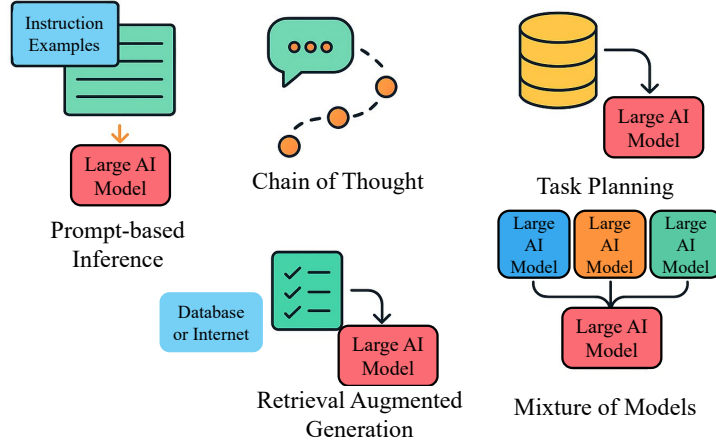 Instruction
Examples
Large AI
Model
Prompt-based
Inference
Chain of Thought
Large AI
Model
Task Planning
Database
or Internet
Large AI
Model
Retrieval Augmented
Generation
Large
AI
Model
Large
AI
Model
Large
AI
Model
Large AI
Model
Mixture of Models